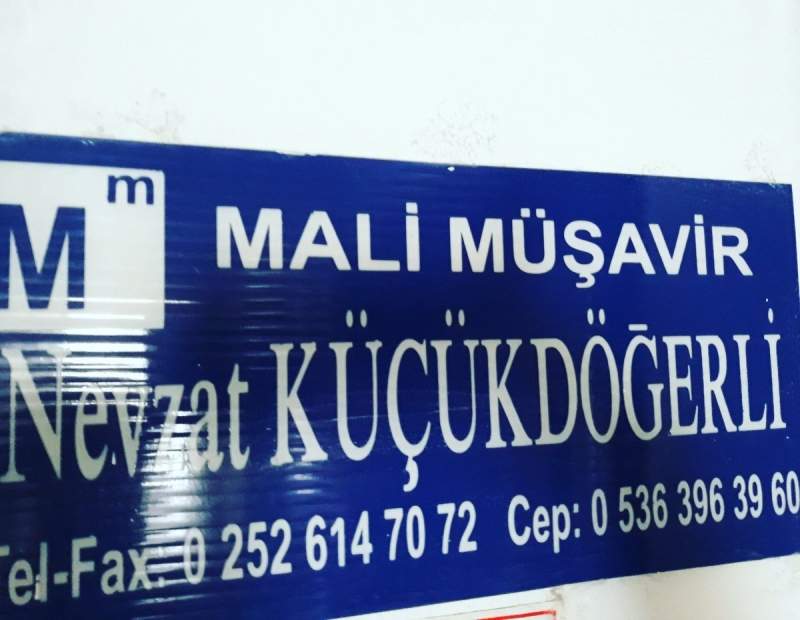 Mm
MALİ MÜŞAVİR
Nevzat KÜÇÜKDÖĞERLİ
Tel-Fax: 0 252 614 70 72 Cep: 0 536 396 39 60